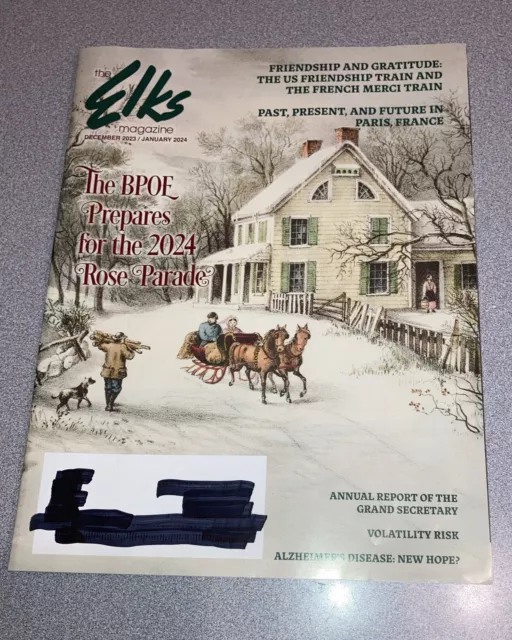 the
Elks
magazine
DECEMBER 2023 / JANUARY 2024
FRIENDSHIP AND GRATITUDE:
THE US FRIENDSHIP TRAIN AND
THE FRENCH MERCI TRAIN
PAST, PRESENT, AND FUTURE IN
PARIS, FRANCE
The BPOE
Prepares
for the 2024
Rose Parade
ANNUAL REPORT OF THE
GRAND SECRETARY
VOLATILITY RISK
ALZHEIMER'S DISEASE: NEW HOPE?